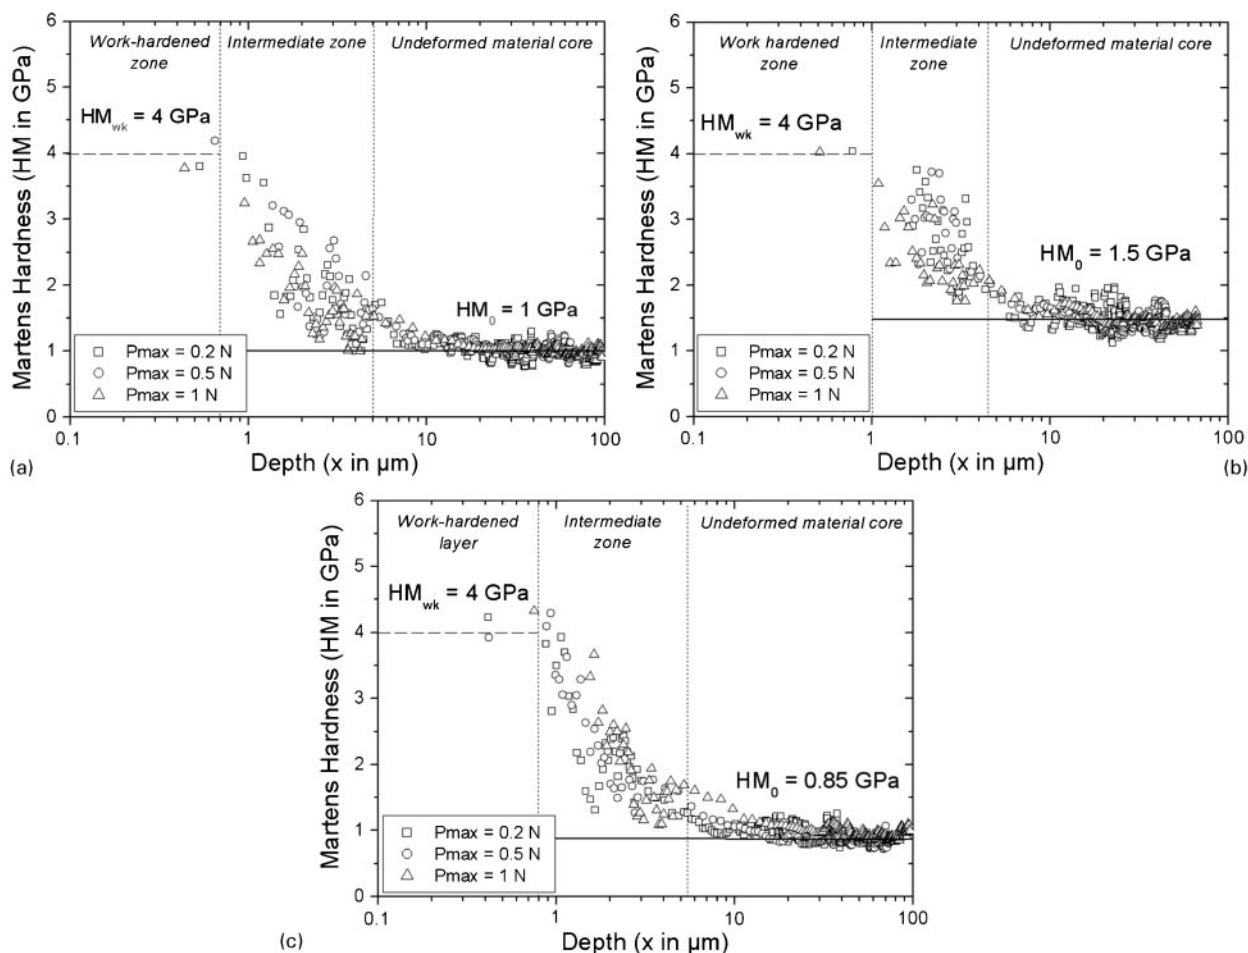 Martens Hardness (HM in GPa)
6
5
4
3
2
1
0
Work-hardened zone
Intermediate zone
Undeformed material core
HMwk = 4 GPa
HM0 = 1 GPa
Pmax = 0.2 N
Pmax = 0.5 N
Pmax = 1 N
0.1 1 10 100
Depth (x in µm)
(a)
Martens Hardness (HM in GPa)
6
5
4
3
2
1
0
Work hardened
zone
Intermediate
zone
Undeformed material core
HMwk = 4 GPa
HM0 = 1.5 GPa
Pmax = 0.2 N
Pmax = 0.5 N
Pmax = 1 N
0.1 1 10 100
Depth (x in µm)
(b)
Martens Hardness (HM in GPa)
6
5
4
3
2
1
0
Work-hardened
layer
Intermediate
zone
Undeformed material core
HMwk = 4 GPa
HM0 = 0.85 GPa
Pmax = 0.2 N
Pmax = 0.5 N
Pmax = 1 N
0.1 1 10 100
Depth (x in µm)
(c)